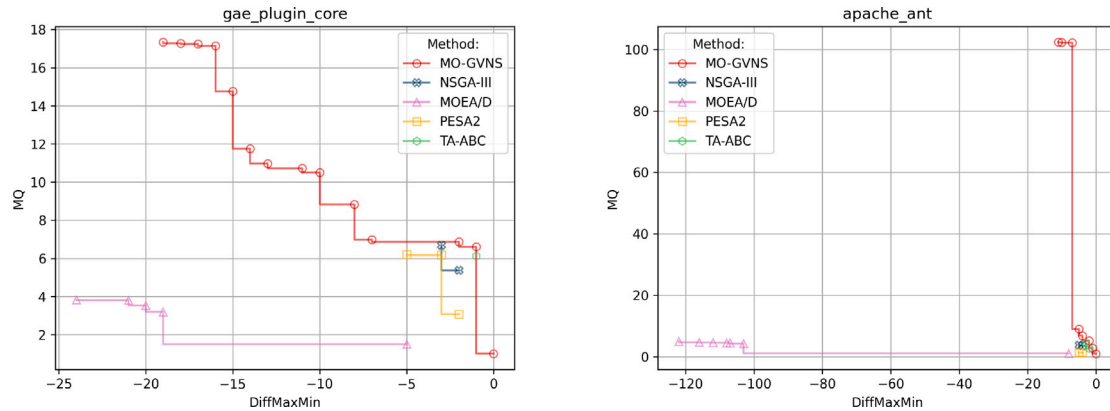 gae_plugin_core
18
16
14
12
10
8
6
4
2
MQ
−25
−20
−15
−10
−5
0
DiffMaxMin
Method:
MO-GVNS
NSGA-III
MOEA/D
PESA2
TA-ABC
apache_ant
100
80
60
40
20
0
MQ
−120
−100
−80
−60
−40
−20
0
DiffMaxMin
Method:
MO-GVNS
NSGA-III
MOEA/D
PESA2
TA-ABC